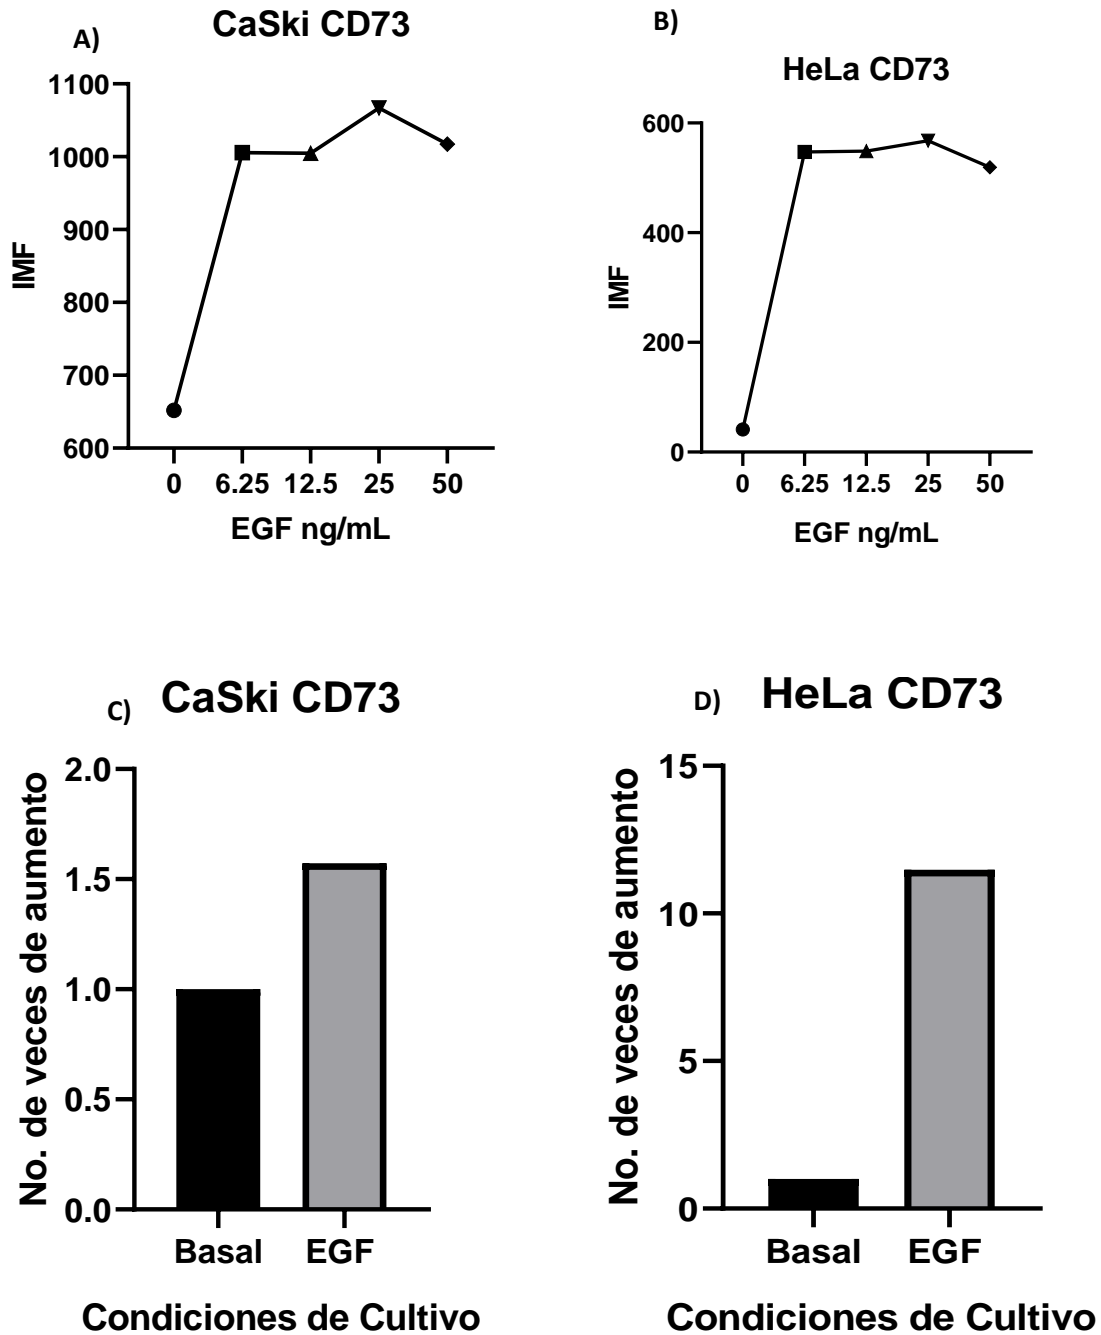 A)
CaSki CD73
1100
1000
900
800
700
600
IMF
0 6.25 12.5 25 50
EGF ng/mL
B)
HeLa CD73
600
400
200
0
IMF
0 6.25 12.5 25 50
EGF ng/mL
C)
CaSki CD73
2.0
1.5
1.0
0.5
0.0
No. de veces de aumento
Basal EGF
Condiciones de Cultivo
D)
HeLa CD73
15
10
5
0
No. de veces de aumento
Basal EGF
Condiciones de Cultivo